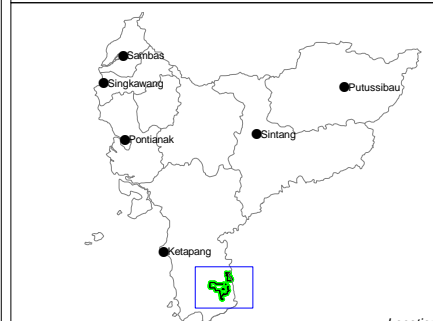 Sambas
Singkawang
Putussibau
Sintang
Pontianak
Ketapang